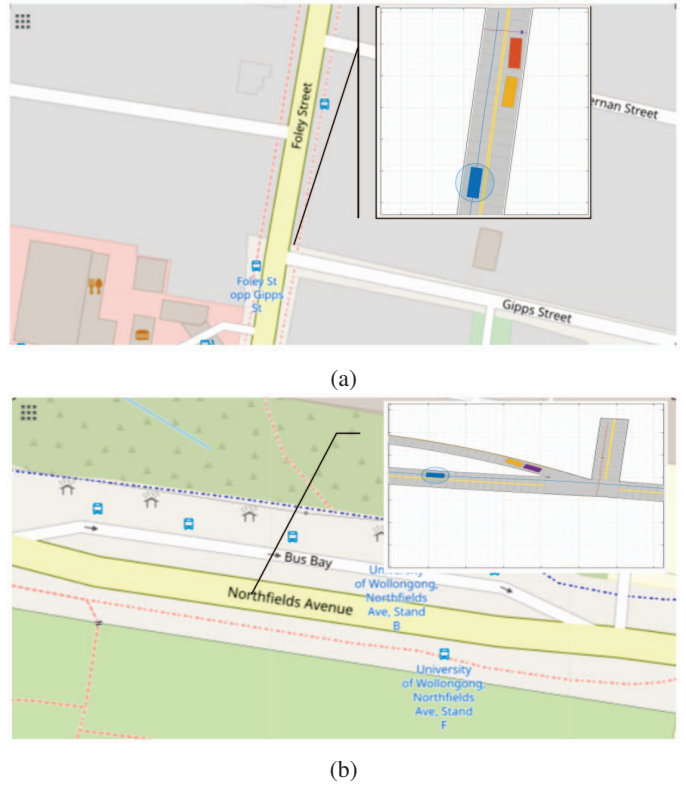 Foley Street
ernan Street
Foley St
opp Gipps
St
Gipps Street
(a)
Bus Bay
Northfields Avenue
University
of Wollongong,
Northfields
Ave, Stand
B
University
of Wollongong,
Northfields
Ave, Stand
F
(b)